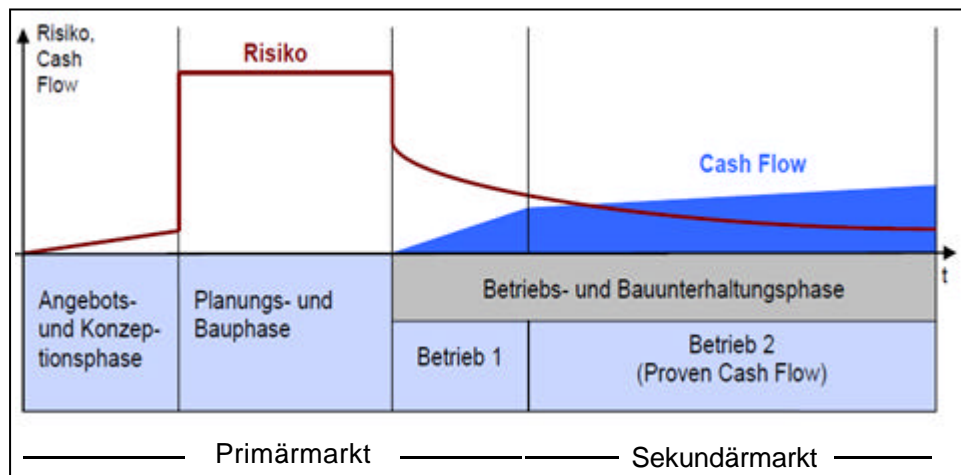 Risiko,
Cash
Flow
Risiko
Cash Flow
t
Angebots-
und Konzep-
tionsphase
Planungs- und
Bauphase
Betriebs- und Bauunterhaltungsphase
Betrieb 1
Betrieb 2
(Proven Cash Flow)
Primärmarkt
Sekundärmarkt